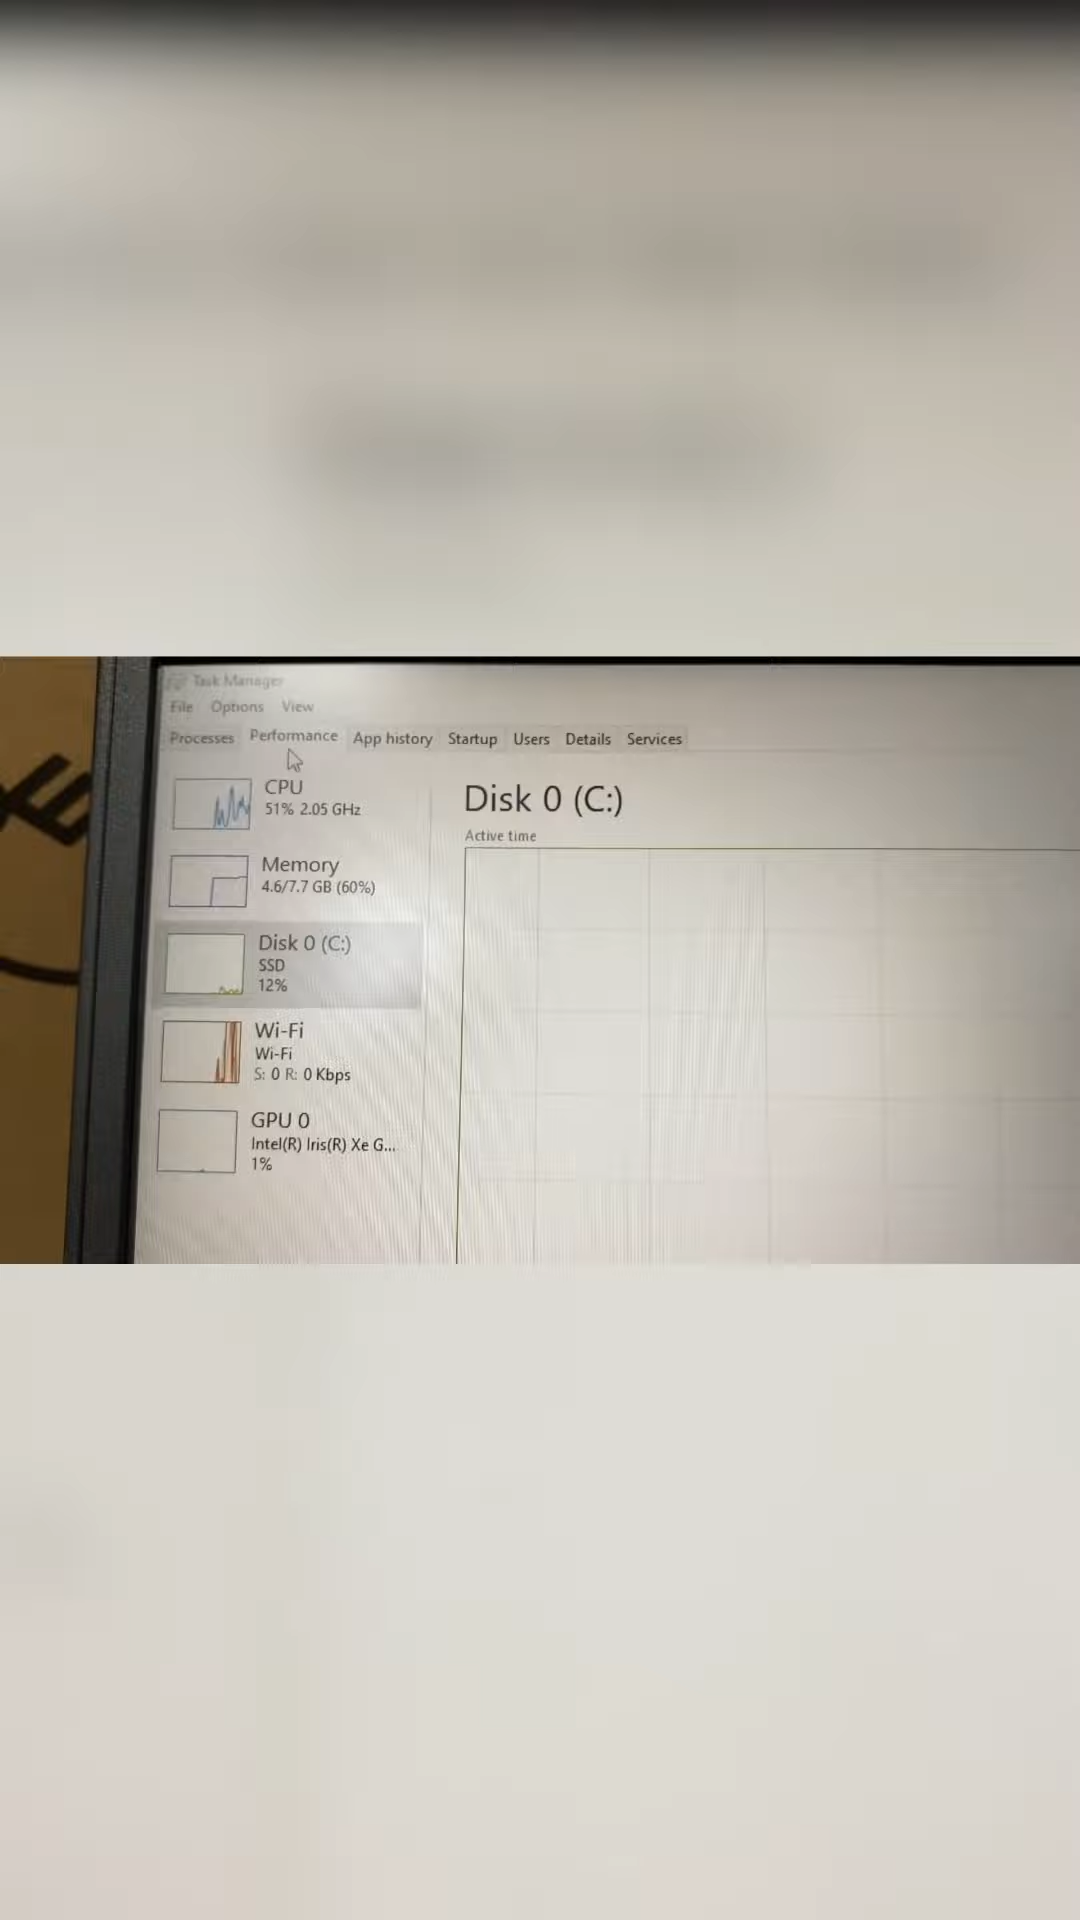 Task Manager
File Options View
Processes Performance App history Startup Users Details Services
CPU
51% 2.05 GHz
Memory
4.6/7.7 GB (60%)
Disk 0 (C:)
SSD
12%
Wi-Fi
Wi-Fi
S: 0 R: 0 Kbps
GPU 0
Intel(R) Iris(R) Xe G...
1%
Disk 0 (C:)
Active time